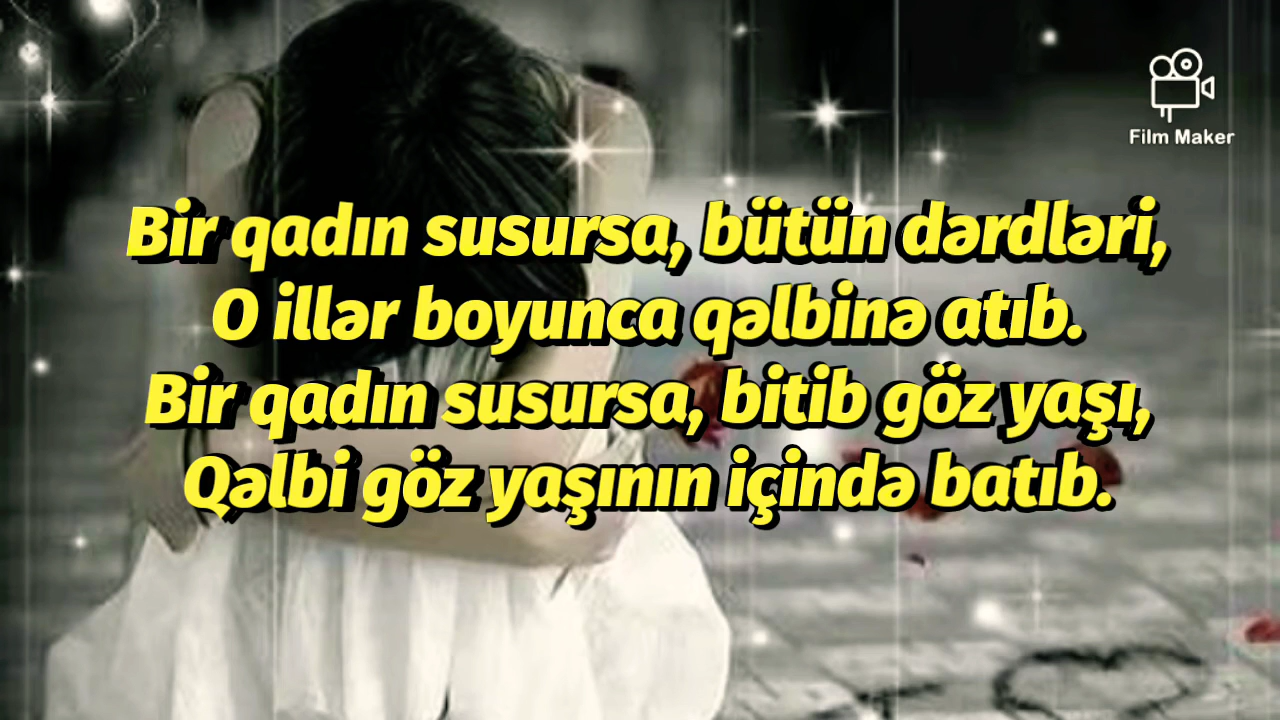 Film Maker
Bir qadın susursa, bütün dərdləri,
O illər boyunca qəlbinə atıb.
Bir qadın susursa, bitib göz yaşı,
Qəlbi göz yaşının içində batıb.